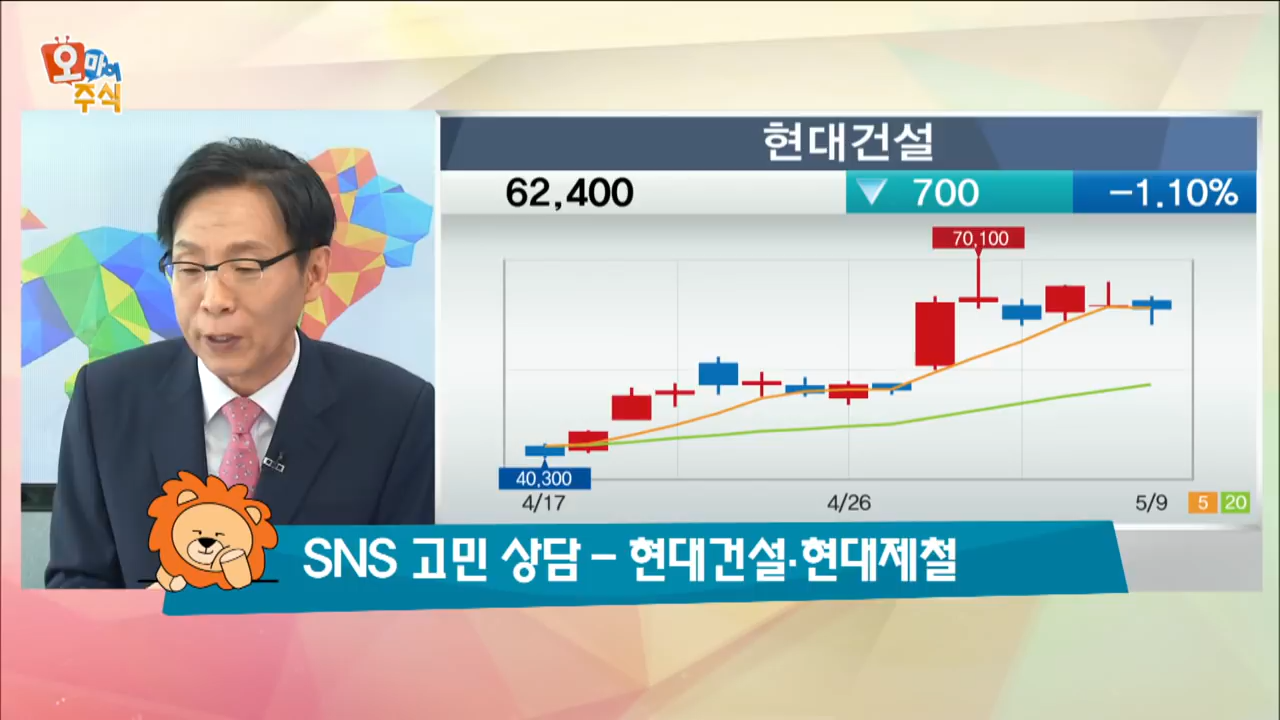 오마이
주식
현대건설
62,400 ▼ 700 -1.10%
70,100
40,300
4/17 4/26 5/9 5 20
SNS 고민 상담 – 현대건설·현대제철